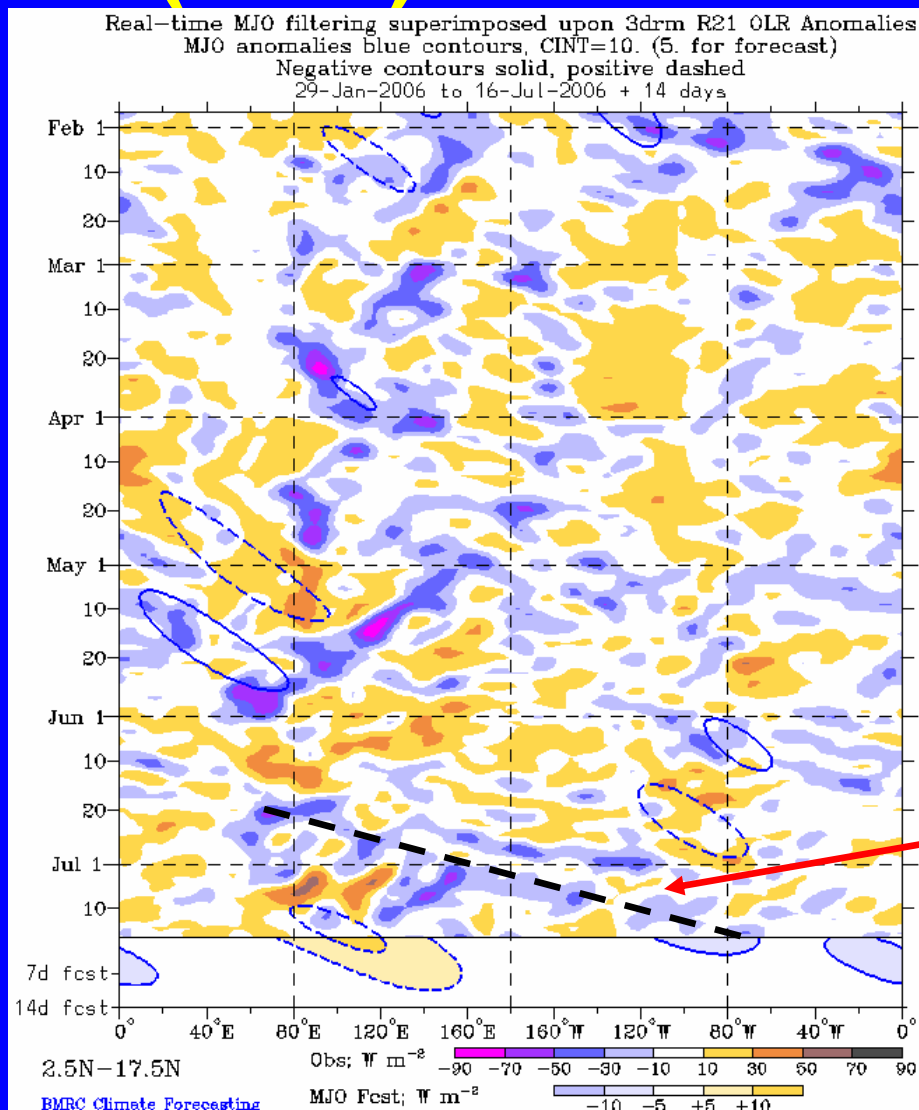 Real-time MJO filtering superimposed upon 3drm R21 OLR Anomalies
MJO anomalies blue contours, CINT=10. (5. for forecast)
Negative contours solid, positive dashed
29-Jan-2006 to 16-Jul-2006 + 14 days
Feb 1
10
20
Mar 1
10
20
Apr 1
10
20
May 1
10
20
Jun 1
10
20
Jul 1
10
7d fcst
14d fcst
0° 40°E 80°E 120°E 160°E 160°W 120°W 80°W 40°W 0°
2.5N-17.5N
Obs; W m⁻²
-90 -70 -50 -30 -10 10 30 50 70 90
BMRC Climate Forecasting
MJO Fcst; W m⁻²
-10 -5 +5 +10